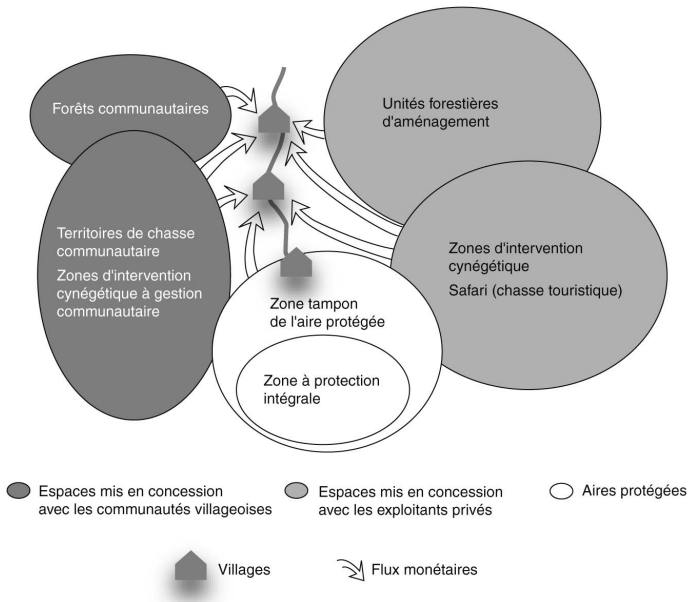 Forêts communautaires
Unités forestières
d'aménagement
Territoires de chasse
communautaire
Zones d'intervention
cynégétique à gestion
communautaire
Zones d'intervention
cynégétique
Safari (chasse touristique)
Zone tampon
de l'aire protégée
Zone à protection
intégrale
Espaces mis en concession
avec les communautés villageoises
Espaces mis en concession
avec les exploitants privés
Aires protégées
Villages
Flux monétaires